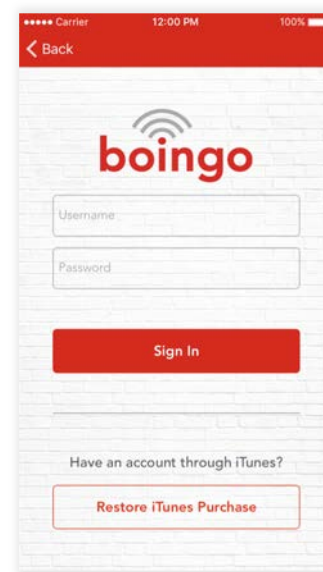 Carrier 12:00 PM 100%
Back
boingo
Username
Password
Sign In
Have an account through iTunes?
Restore iTunes Purchase